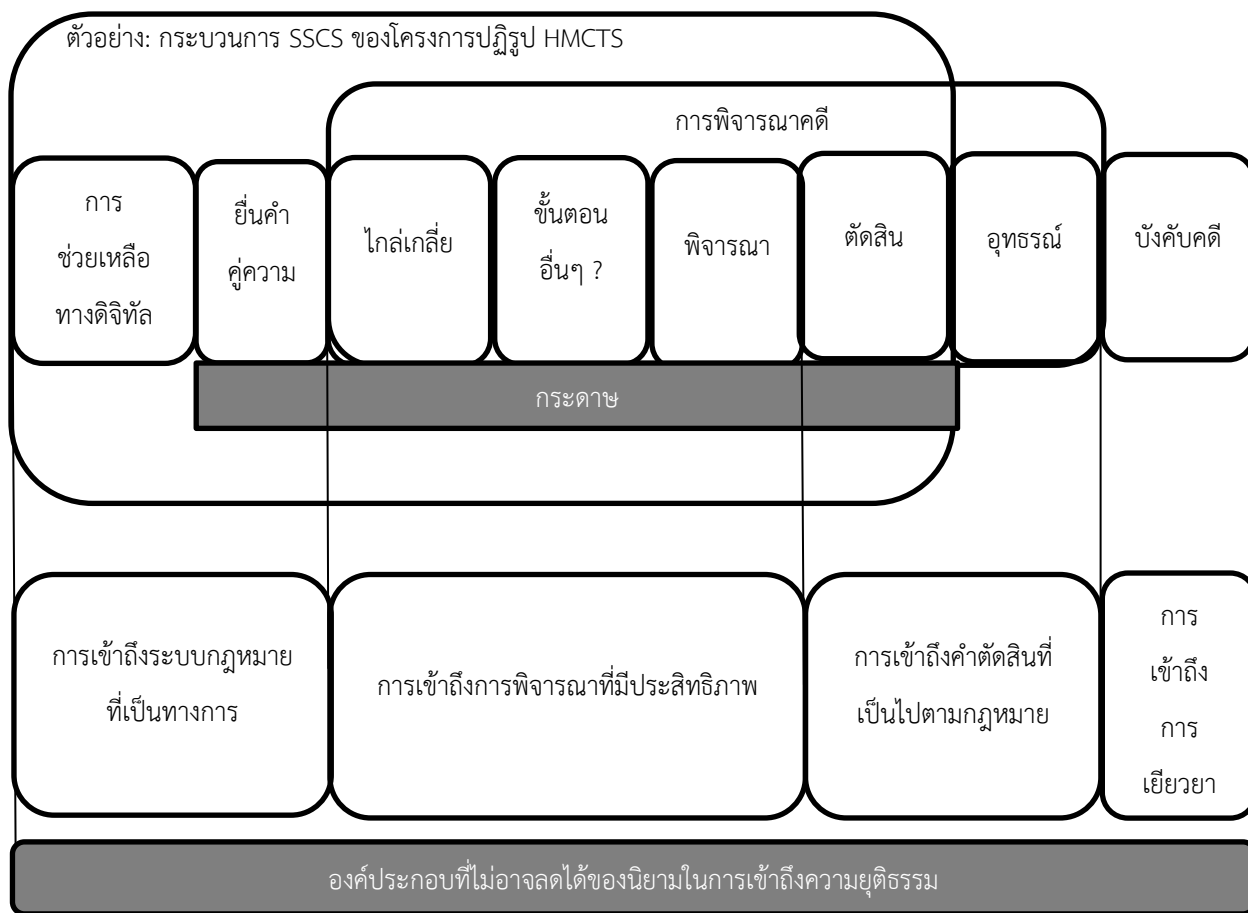 ตัวอย่าง: กระบวนการ SSCS ของโครงการปฏิรูป HMCTS
การพิจารณาคดี
การ
ช่วยเหลือ
ทางดิจิทัล
ยื่นคำ
คู่ความ
ไกล่เกลี่ย
ขั้นตอน
อื่นๆ ?
พิจารณา
ตัดสิน
อุทธรณ์
บังคับคดี
กระดาษ
การเข้าถึงระบบกฎหมาย
ที่เป็นทางการ
การเข้าถึงการพิจารณาที่มีประสิทธิภาพ
การเข้าถึงคำตัดสินที่
เป็นไปตามกฎหมาย
การ
เข้าถึง
การ
เยียวยา
องค์ประกอบที่ไม่อาจลดได้ของนิยามในการเข้าถึงความยุติธรรม